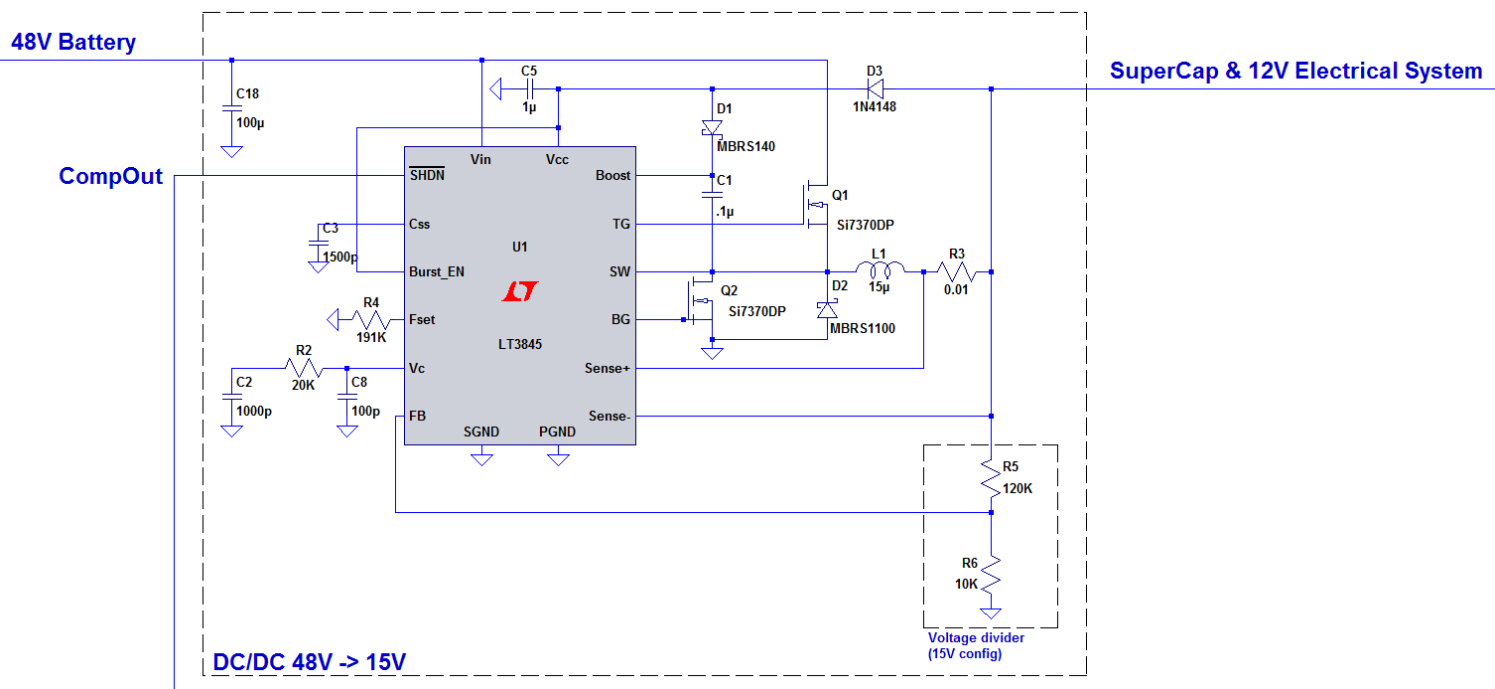 48V Battery
SuperCap & 12V Electrical System
C5
1µ
D3
1N4148
C18
100µ
D1
MBRS140
CompOut
Vin
Vcc
SHDN
Boost
C1
.1µ
Q1
Si7370DP
C3
1500p
Css
TG
U1
Burst_EN
SW
L1
15µ
R3
0.01
Q2
Si7370DP
D2
MBRS1100
R4
191K
Fset
BG
LT3845
R2
20K
Vc
Sense+
C2
1000p
C8
100p
FB
Sense-
SGND
PGND
R5
120K
R6
10K
Voltage divider
(15V config)
DC/DC 48V -> 15V